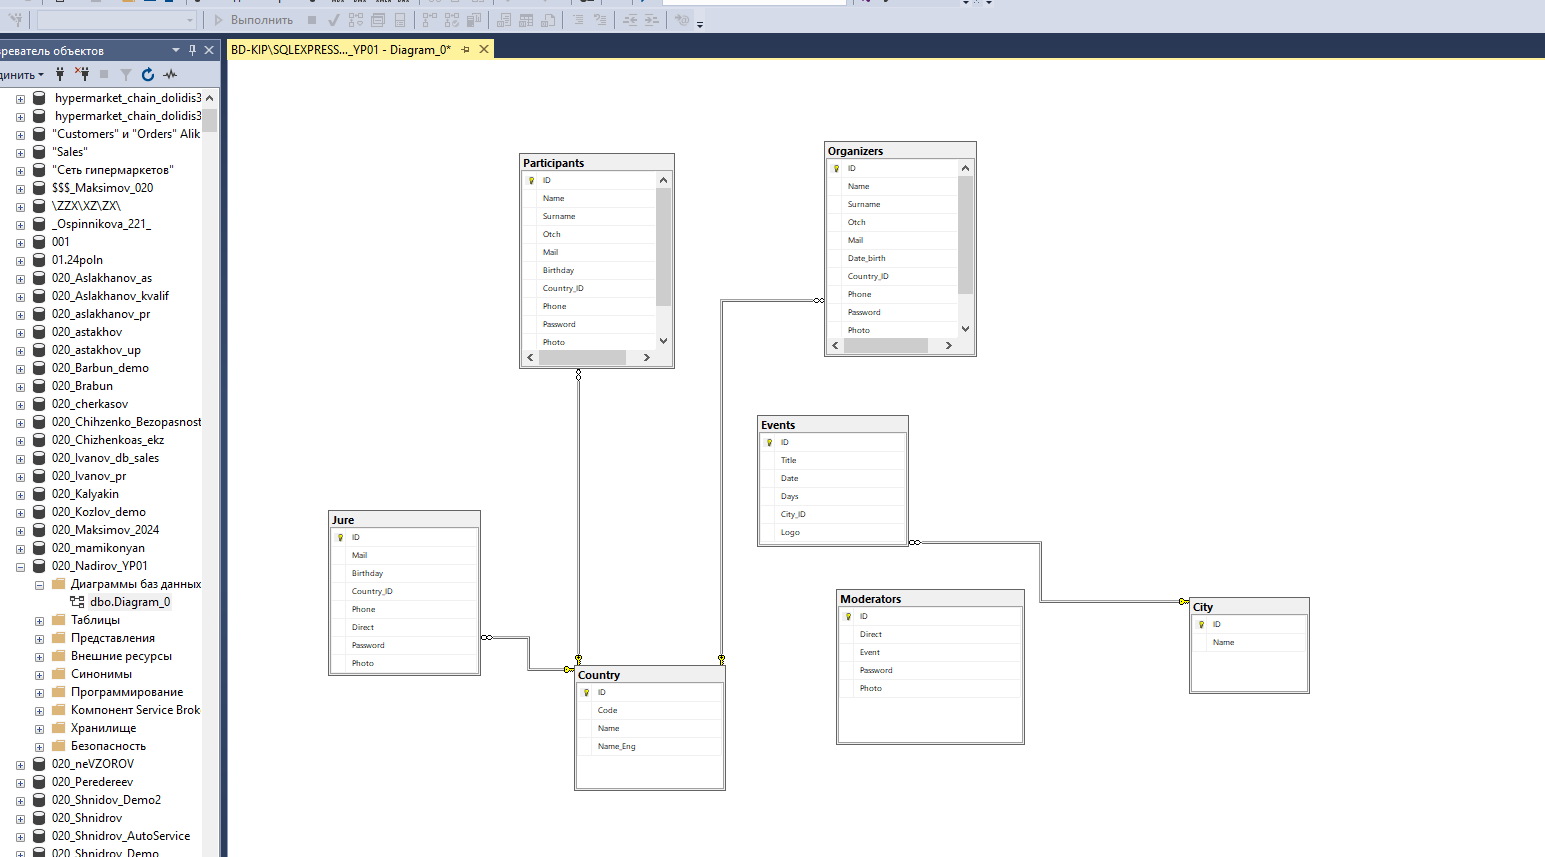 Выполнить
BD-KIP\SQLEXPRESS..._YP01 - Diagram_0*
зреватель объектов
динить
hypermarket_chain_dolidis3
hypermarket_chain_dolidis3
"Customers" и "Orders" Alik
"Sales"
"Сеть гипермаркетов"
$$$_Maksimov_020
\ZZX\XZ\ZX\
_Ospinnikova_221_
001
01.24poln
020_Aslakhanov_as
020_Aslakhanov_kvalif
020_aslakhanov_pr
020_astakhov
020_astakhov_up
020_Barbun_demo
020_Brabun
020_cherkasov
020_Chihzenko_Bezopasnost
020_Chizhenkoas_ekz
020_Ivanov_db_sales
020_Ivanov_pr
020_Kalyakin
020_Kozlov_demo
020_Maksimov_2024
020_mamikonyan
020_Nadirov_YP01
Диаграммы баз данных
dbo.Diagram_0
Таблицы
Представления
Внешние ресурсы
Синонимы
Программирование
Компонент Service Brok
Хранилище
Безопасность
020_neVZOROV
020_Peredereev
020_Shnidov_Demo2
020_Shnidrov
020_Shnidrov_AutoService
020_Shnidrov_Demo
Participants
ID
Name
Surname
Otch
Mail
Birthday
Country_ID
Phone
Password
Photo
Organizers
ID
Name
Surname
Otch
Mail
Date_birth
Country_ID
Phone
Password
Photo
Events
ID
Title
Date
Days
City_ID
Logo
Jure
ID
Mail
Birthday
Country_ID
Phone
Direct
Password
Photo
Moderators
ID
Direct
Event
Password
Photo
City
ID
Name
Country
ID
Code
Name
Name_Eng